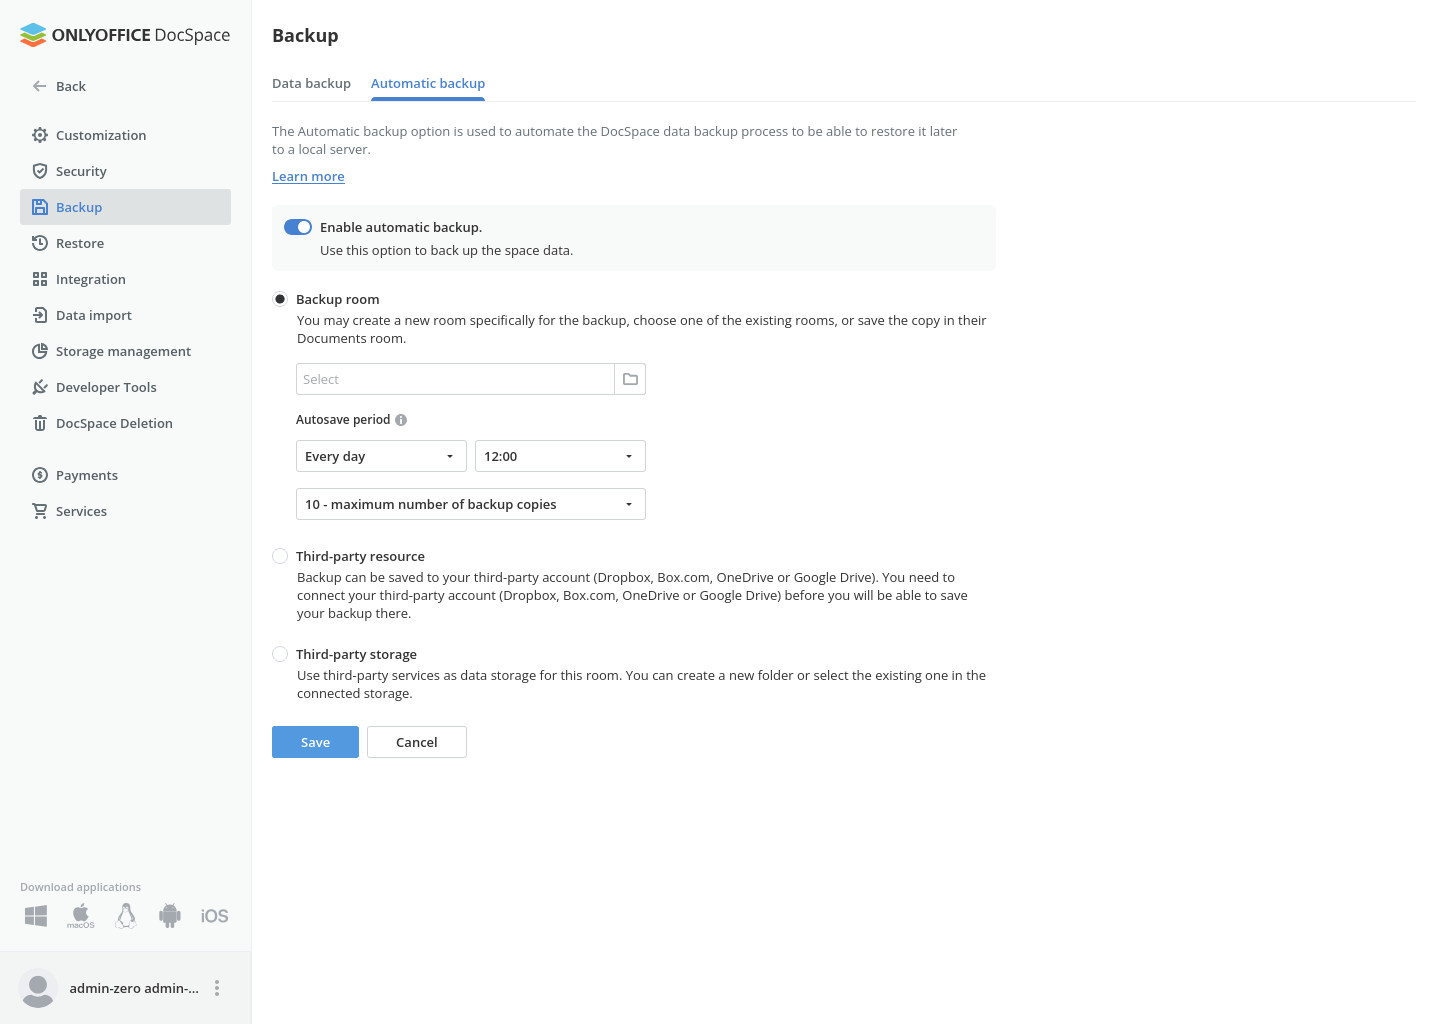 ONLYOFFICE DocSpace
Back
Customization
Security
Backup
Restore
Integration
Data import
Storage management
Developer Tools
DocSpace Deletion
Payments
Services
Download applications
macOS
iOS
admin-zero admin-...
Backup
Data backup
Automatic backup
The Automatic backup option is used to automate the DocSpace data backup process to be able to restore it later
to a local server.
Learn more
Enable automatic backup.
Use this option to back up the space data.
Backup room
You may create a new room specifically for the backup, choose one of the existing rooms, or save the copy in their
Documents room.
Select
Autosave period
Every day
12:00
10 - maximum number of backup copies
Third-party resource
Backup can be saved to your third-party account (Dropbox, Box.com, OneDrive or Google Drive). You need to
connect your third-party account (Dropbox, Box.com, OneDrive or Google Drive) before you will be able to save
your backup there.
Third-party storage
Use third-party services as data storage for this room. You can create a new folder or select the existing one in the
connected storage.
Save
Cancel